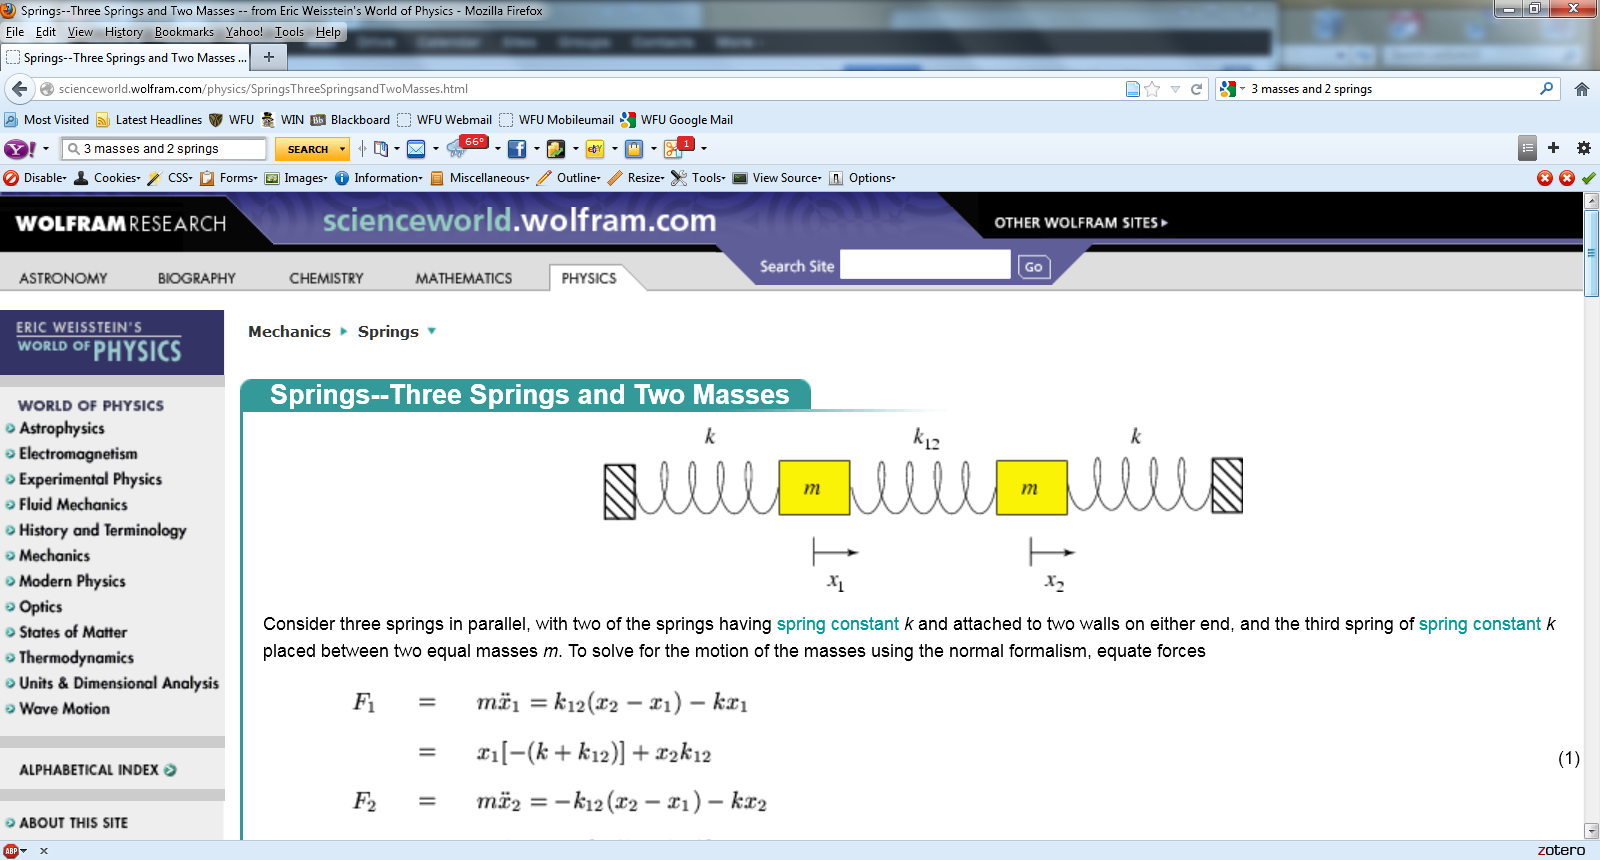 Springs--Three Springs and Two Masses -- from Eric Weisstein's World of Physics - Mozilla Firefox
File Edit View History Bookmarks Yahoo! Tools Help
Drive Calendar Sites Groups Contacts More
Springs--Three Springs and Two Masses ... +
scienceworld.wolfram.com/physics/SpringsThreeSpringsandTwoMasses.html 3 masses and 2 springs
Most Visited Latest Headlines WFU WIN Bb Blackboard WFU Webmail WFU Mobileumail WFU Google Mail
Y! 3 masses and 2 springs SEARCH 66° 1
Disable Cookies CSS Forms Images Information Miscellaneous Outline Resize Tools View Source Options
WOLFRAM RESEARCH scienceworld.wolfram.com OTHER WOLFRAM SITES
Search Site Go
ASTRONOMY BIOGRAPHY CHEMISTRY MATHEMATICS PHYSICS
ERIC WEISSTEIN'S
WORLD OF PHYSICS
Mechanics Springs
WORLD OF PHYSICS
Astrophysics
Electromagnetism
Experimental Physics
Fluid Mechanics
History and Terminology
Mechanics
Modern Physics
Optics
States of Matter
Thermodynamics
Units & Dimensional Analysis
Wave Motion
ALPHABETICAL INDEX
ABOUT THIS SITE
Springs--Three Springs and Two Masses
k k₁₂ k
m m
x₁ x₂
Consider three springs in parallel, with two of the springs having spring constant k and attached to two walls on either end, and the third spring of spring constant k
placed between two equal masses m. To solve for the motion of the masses using the normal formalism, equate forces
F₁ = mẍ₁ = k₁₂(x₂ − x₁) − kx₁
= x₁[−(k + k₁₂)] + x₂k₁₂ (1)
F₂ = mẍ₂ = −k₁₂(x₂ − x₁) − kx₂
ABP x zotero